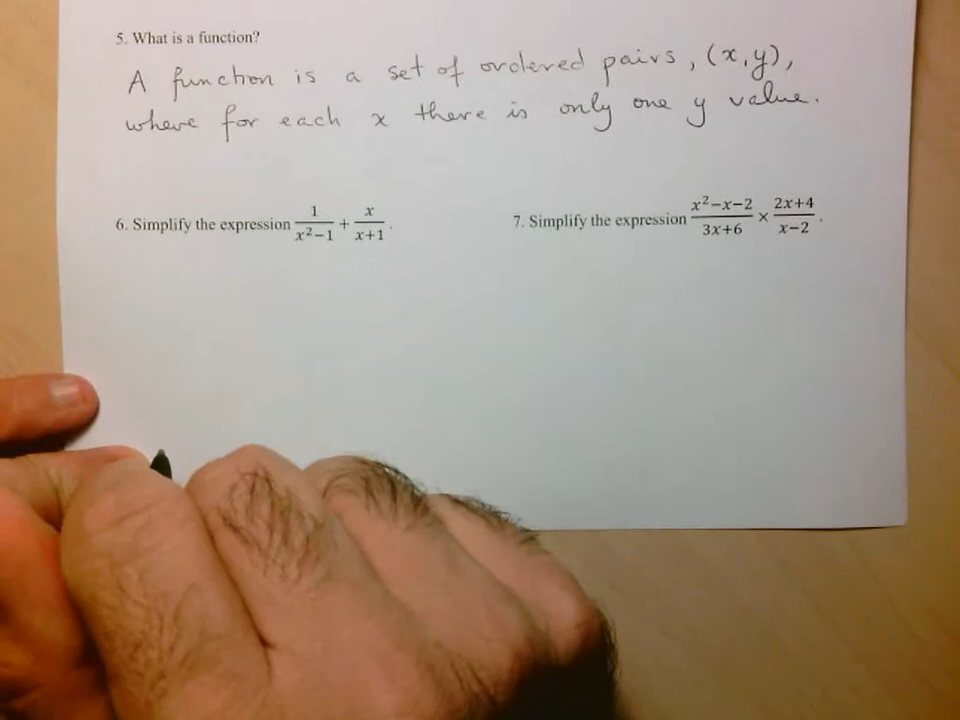 5. What is a function?
A function is a set of ordered pairs, (x,y),
where for each x there is only one y value.
6. Simplify the expression 1/(x²−1) + x/(x+1).
7. Simplify the expression (x²−x−2)/(3x+6) × (2x+4)/(x−2).